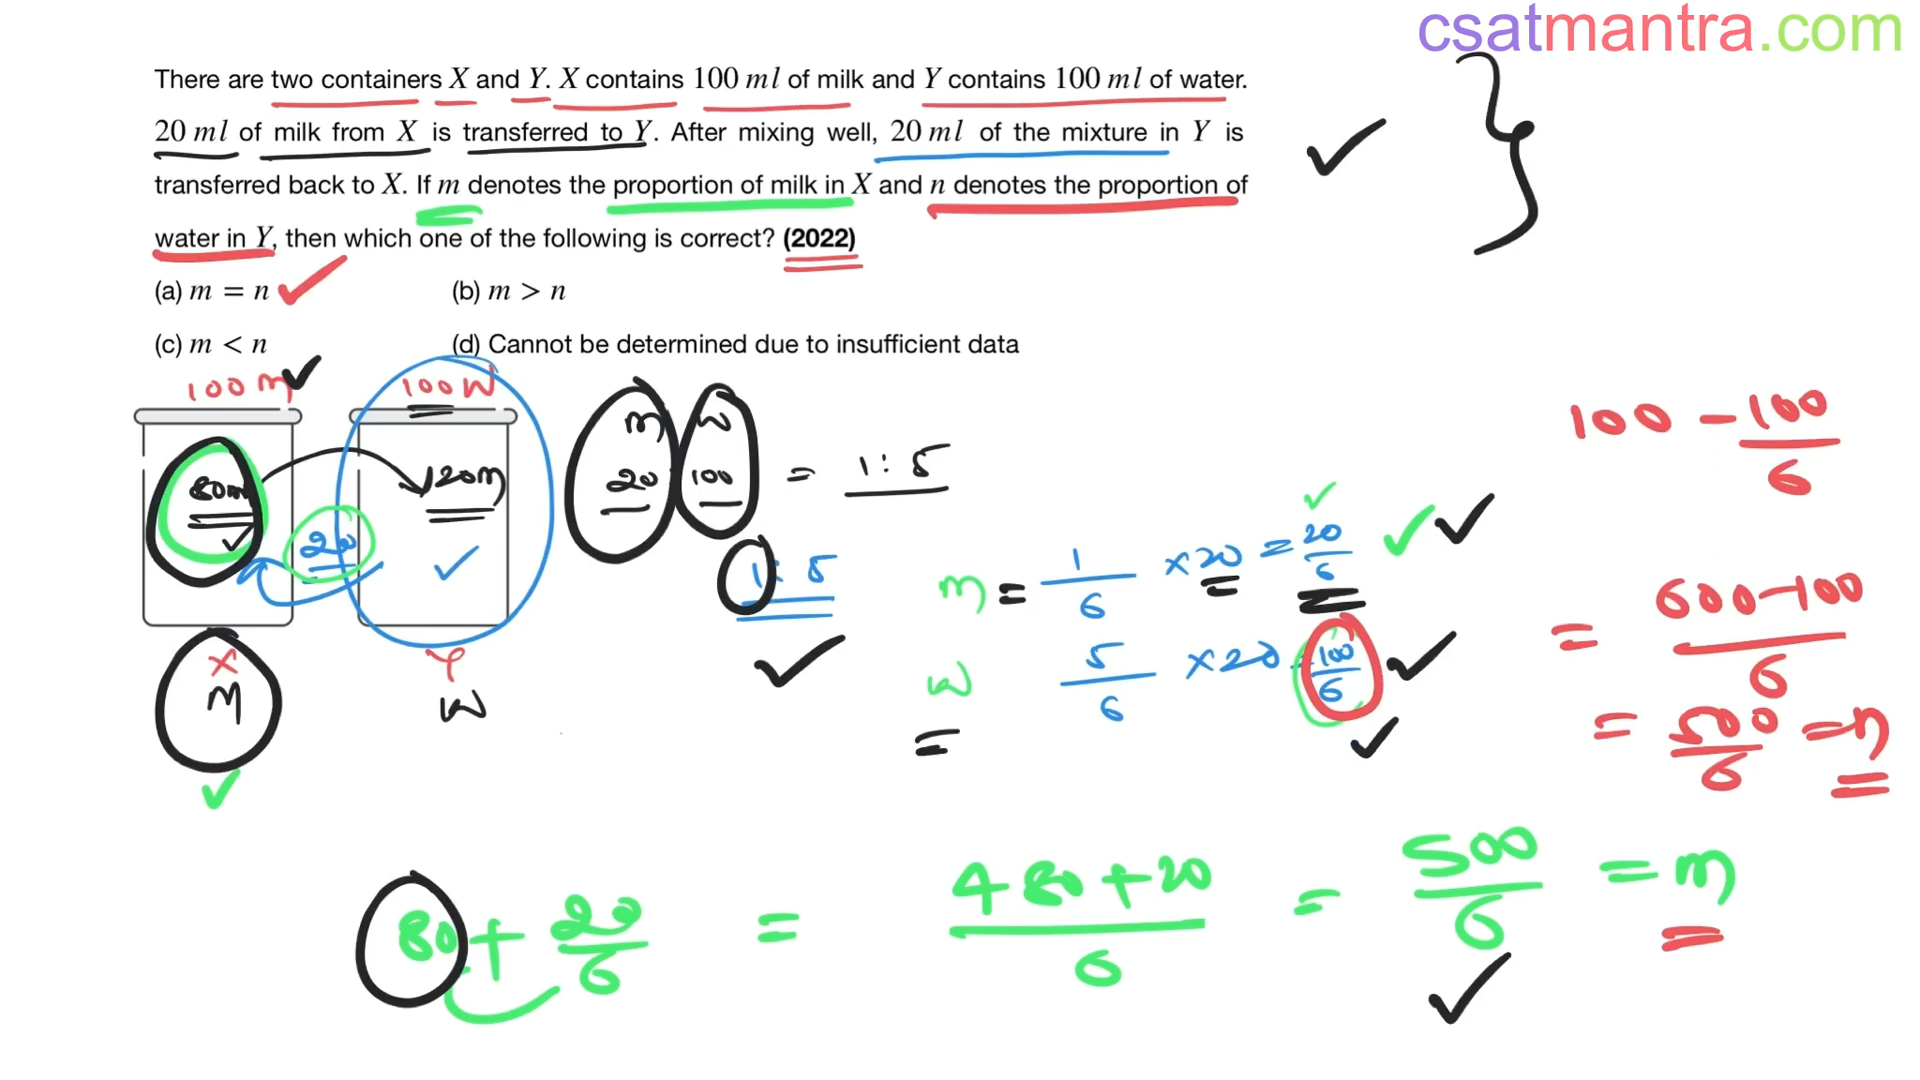 csatmantra.com
There are two containers X and Y. X contains 100 ml of milk and Y contains 100 ml of water.
20 ml of milk from X is transferred to Y. After mixing well, 20 ml of the mixture in Y is
transferred back to X. If m denotes the proportion of milk in X and n denotes the proportion of
water in Y, then which one of the following is correct? (2022)
(a) m = n (b) m > n
(c) m < n (d) Cannot be determined due to insufficient data
100 m 100 W
80m 120m
20
X Y
M W
m w
20 100 = 1 : 5
1 : 5
m = 1/6 × 20 = 20/6
w 5/6 × 20 = 100/6
100 − 100/6
= 600−100/6
= 500/6 = n
80 + 20/6 = 480+20/6 = 500/6 = m